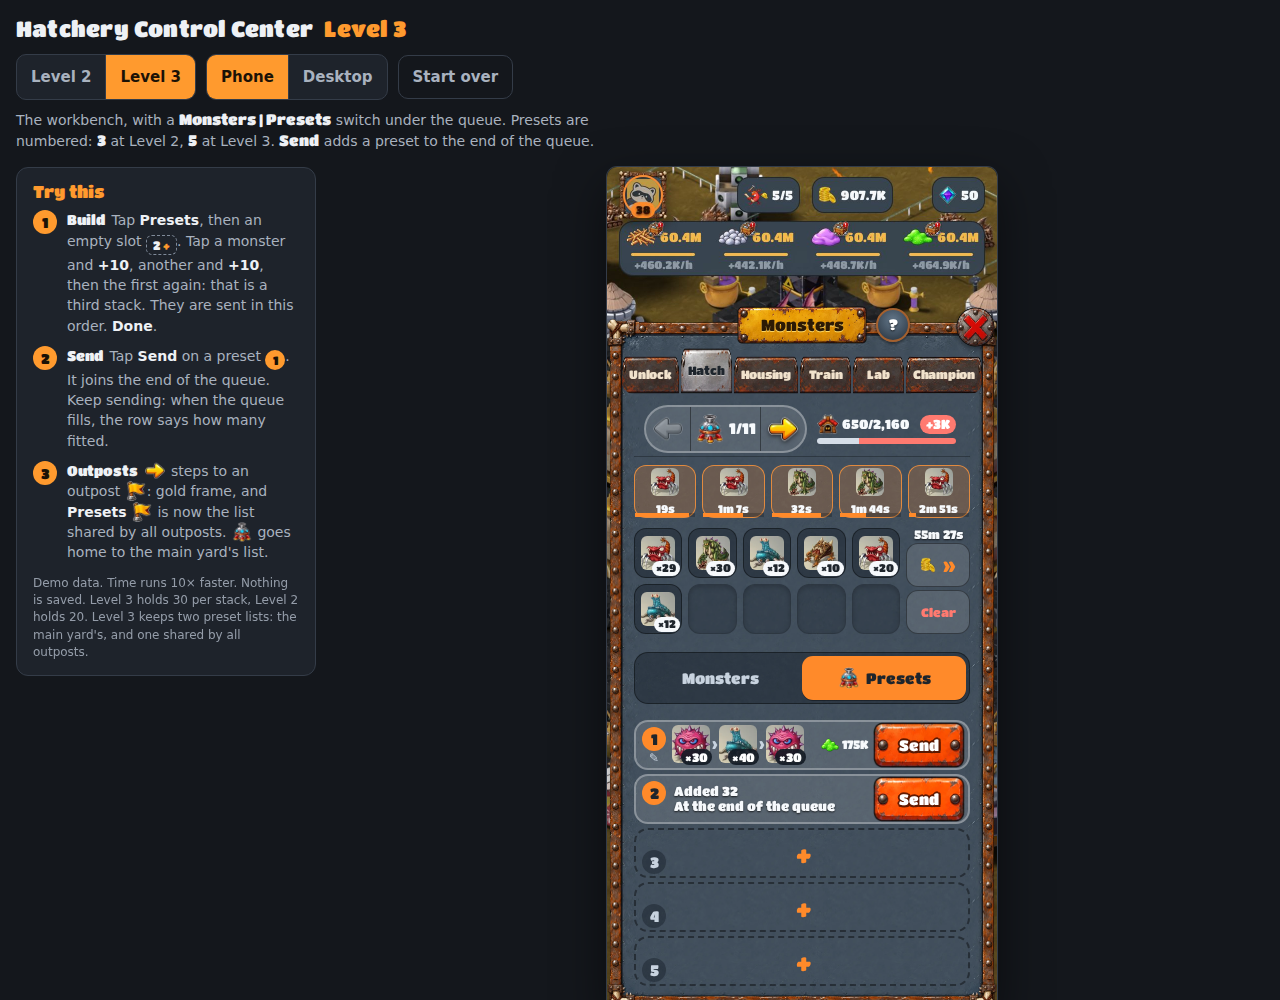 Hatchery Control Center Level 3
Level 2
Level 3
Phone
Desktop
Start over
The workbench, with a Monsters|Presets switch under the queue. Presets are
numbered: 3 at Level 2, 5 at Level 3. Send adds a preset to the end of the queue.
Try this
1
Build Tap Presets, then an
empty slot 2+. Tap a monster
and +10, another and +10,
then the first again: that is a
third stack. They are sent in this
order. Done.
2
Send Tap Send on a preset 1.
It joins the end of the queue.
Keep sending: when the queue
fills, the row says how many
fitted.
3
Outposts steps to an
outpost : gold frame, and
Presets is now the list
shared by all outposts. goes
home to the main yard's list.
Demo data. Time runs 10× faster. Nothing
is saved. Level 3 holds 30 per stack, Level 2
holds 20. Level 3 keeps two preset lists: the
main yard's, and one shared by all
outposts.
38
5/5
907.7K
50
60.4M
60.4M
60.4M
60.4M
+460.2K/h
+442.1K/h
+448.7K/h
+464.9K/h
Monsters
?
Unlock
Hatch
Housing
Train
Lab
Champion
1/11
650/2,160
+3K
19s
1m 7s
32s
1m 44s
2m 51s
×29
×30
×12
×10
×20
55m 27s
×12
Clear
Monsters
Presets
1
×30
×40
×30
175K
Send
2
Added 32
At the end of the queue
Send
3
4
5